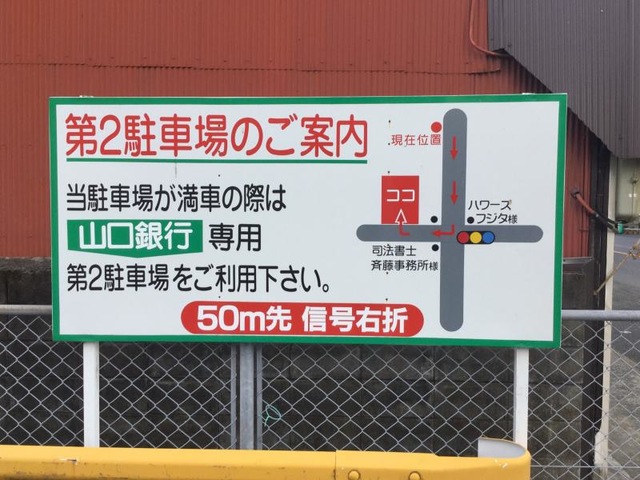 第2駐車場のご案内
当駐車場が満車の際は
山口銀行 専用
第2駐車場をご利用下さい。
50m先 信号右折
現在位置
ココ
ハワーズ
フジタ様
司法書士
斉藤事務所様